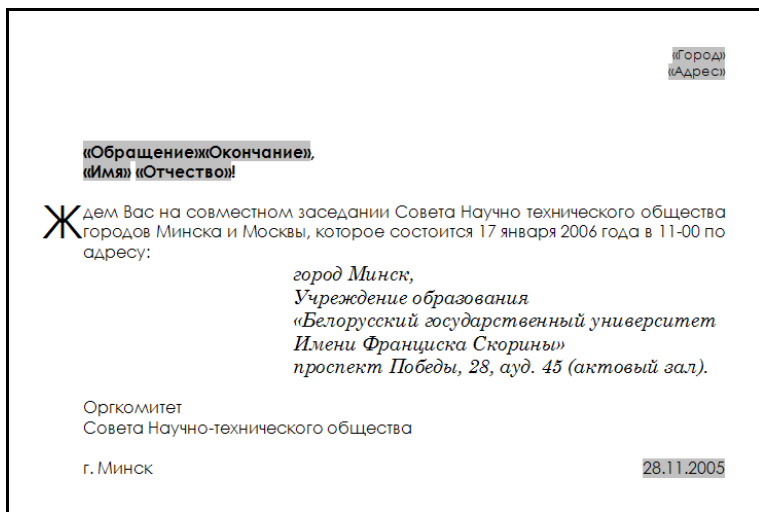 «Город»
«Адрес»
«Обращение»«Окончание»,
«Имя» «Отчество»!
Ждем Вас на совместном заседании Совета Научно технического общества
городов Минска и Москвы, которое состоится 17 января 2006 года в 11-00 по
адресу:
город Минск,
Учреждение образования
«Белорусский государственный университет
Имени Франциска Скорины»
проспект Победы, 28, ауд. 45 (актовый зал).
Оргкомитет
Совета Научно-технического общества
г. Минск 28.11.2005